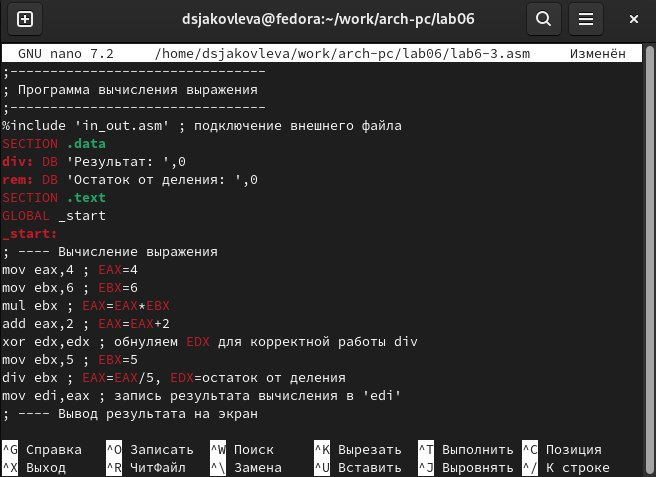 dsjakovleva@fedora:~/work/arch-pc/lab06
GNU nano 7.2 /home/dsjakovleva/work/arch-pc/lab06/lab6-3.asm Изменён
;--------------------------------
; Программа вычисления выражения
;--------------------------------
%include 'in_out.asm' ; подключение внешнего файла
SECTION .data
div: DB 'Результат: ',0
rem: DB 'Остаток от деления: ',0
SECTION .text
GLOBAL _start
_start:
; ---- Вычисление выражения
mov eax,4 ; EAX=4
mov ebx,6 ; EBX=6
mul ebx ; EAX=EAX*EBX
add eax,2 ; EAX=EAX+2
xor edx,edx ; обнуляем EDX для корректной работы div
mov ebx,5 ; EBX=5
div ebx ; EAX=EAX/5, EDX=остаток от деления
mov edi,eax ; запись результата вычисления в 'edi'
; ---- Вывод результата на экран
^G Справка ^O Записать ^W Поиск ^K Вырезать ^T Выполнить ^C Позиция
^X Выход ^R ЧитФайл ^\ Замена ^U Вставить ^J Выровнять ^/ К строке